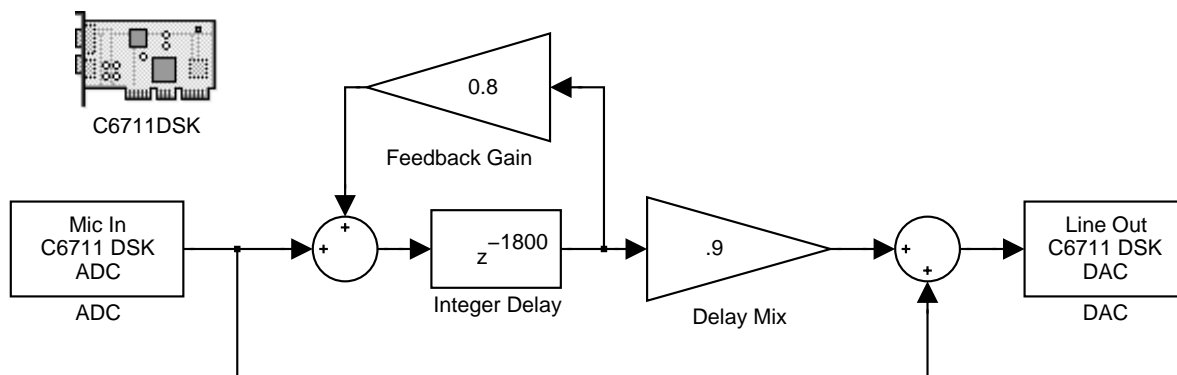 C6711DSK
0.8
Feedback Gain
Mic In
C6711 DSK
ADC
ADC
+
+
z^−1800
Integer Delay
.9
Delay Mix
+
+
Line Out
C6711 DSK
DAC
DAC